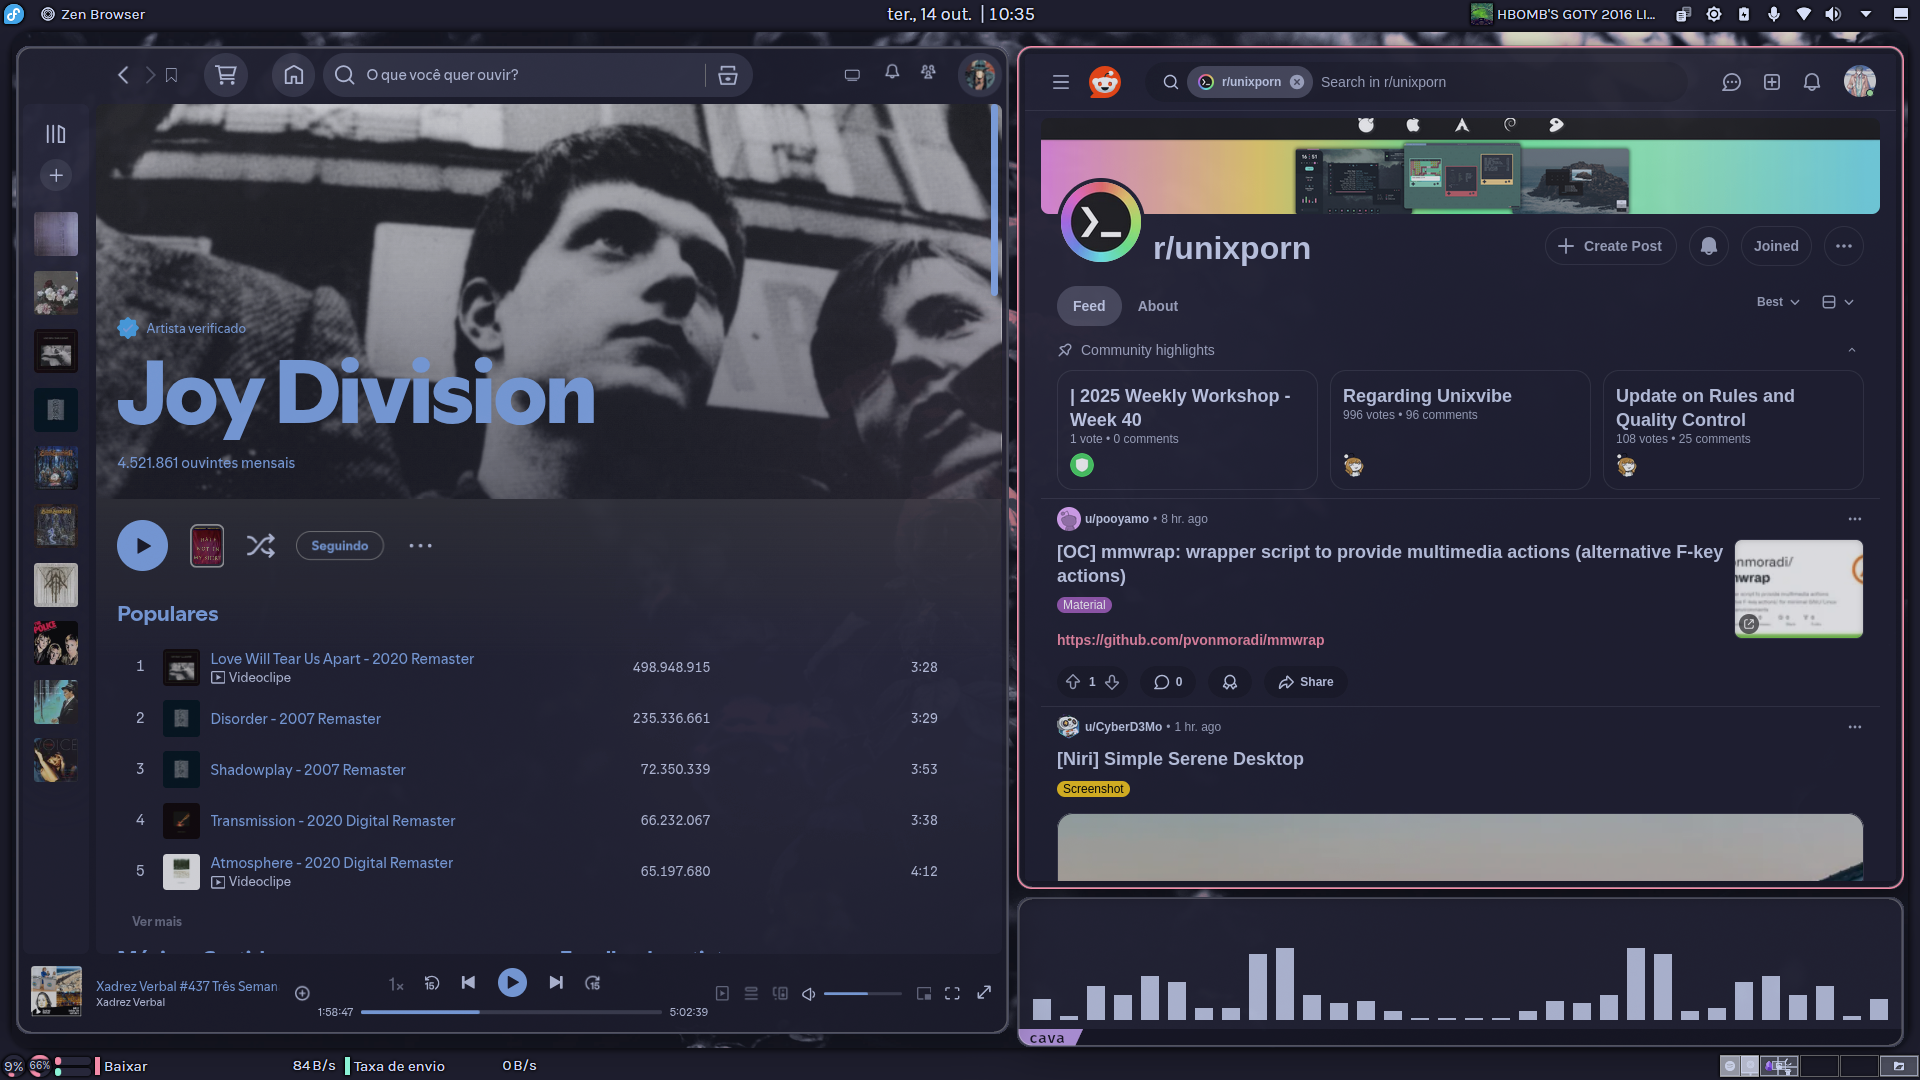 Zen Browser
ter., 14 out. | 10:35
HBOMB'S GOTY 2016 LI...
O que você quer ouvir?
Artista verificado
Joy Division
4.521.861 ouvintes mensais
Seguindo
Populares
1 Love Will Tear Us Apart - 2020 Remaster 498.948.915 3:28
Videoclipe
2 Disorder - 2007 Remaster 235.336.661 3:29
3 Shadowplay - 2007 Remaster 72.350.339 3:53
4 Transmission - 2020 Digital Remaster 66.232.067 3:38
5 Atmosphere - 2020 Digital Remaster 65.197.680 4:12
Videoclipe
Ver mais
Xadrez Verbal #437 Três Seman
Xadrez Verbal
1x
15
15
1:58:47
5:02:39
r/unixporn
Search in r/unixporn
r/unixporn
Create Post
Joined
Feed
About
Best
Community highlights
| 2025 Weekly Workshop -
Week 40
1 vote • 0 comments
Regarding Unixvibe
996 votes • 96 comments
Update on Rules and
Quality Control
108 votes • 25 comments
u/pooyamo • 8 hr. ago
[OC] mmwrap: wrapper script to provide multimedia actions (alternative F-key
actions)
Material
https://github.com/pvonmoradi/mmwrap
nmoradi/
wrap
1
0
Share
u/CyberD3Mo • 1 hr. ago
[Niri] Simple Serene Desktop
Screenshot
cava
9%
66%
Baixar 84 B/s
Taxa de envio 0 B/s